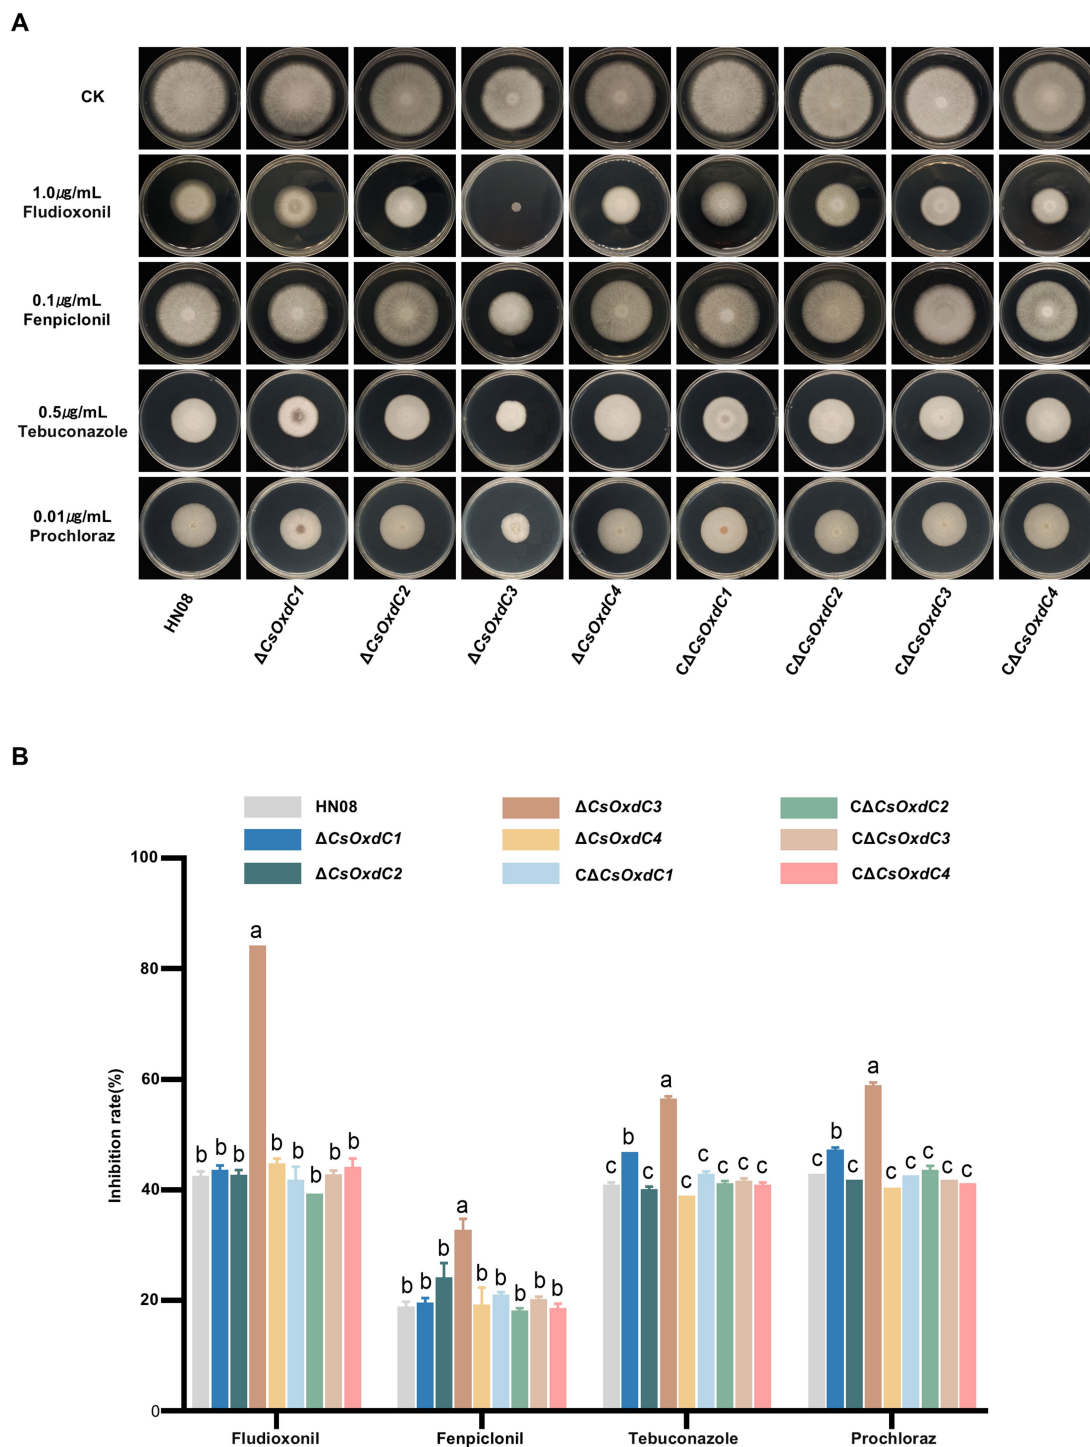 A
CK
1.0μg/mL
Fludioxonil
0.1μg/mL
Fenpiclonil
0.5μg/mL
Tebuconazole
0.01μg/mL
Prochloraz
HN08
ΔCsOxdC1
ΔCsOxdC2
ΔCsOxdC3
ΔCsOxdC4
CΔCsOxdC1
CΔCsOxdC2
CΔCsOxdC3
CΔCsOxdC4
B
HN08
ΔCsOxdC1
ΔCsOxdC2
ΔCsOxdC3
ΔCsOxdC4
CΔCsOxdC1
CΔCsOxdC2
CΔCsOxdC3
CΔCsOxdC4
Inhibition rate(%)
100
80
60
40
20
0
b b b a b b b b b
b b b a b b b b b
c b c a c c c c c
c b c a c c c c c
Fludioxonil
Fenpiclonil
Tebuconazole
Prochloraz